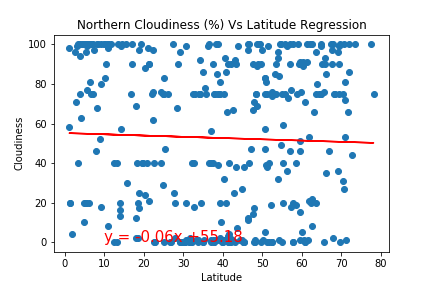 Northern Cloudiness (%) Vs Latitude Regression
100
80
60
40
20
0
Cloudiness
y = -0.06x +55.18
0 10 20 30 40 50 60 70 80
Latitude